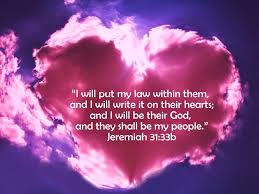 "I will put my law within them,
and I will write it on their hearts;
and I will be their God,
and they shall be my people."
Jeremiah 31:33b